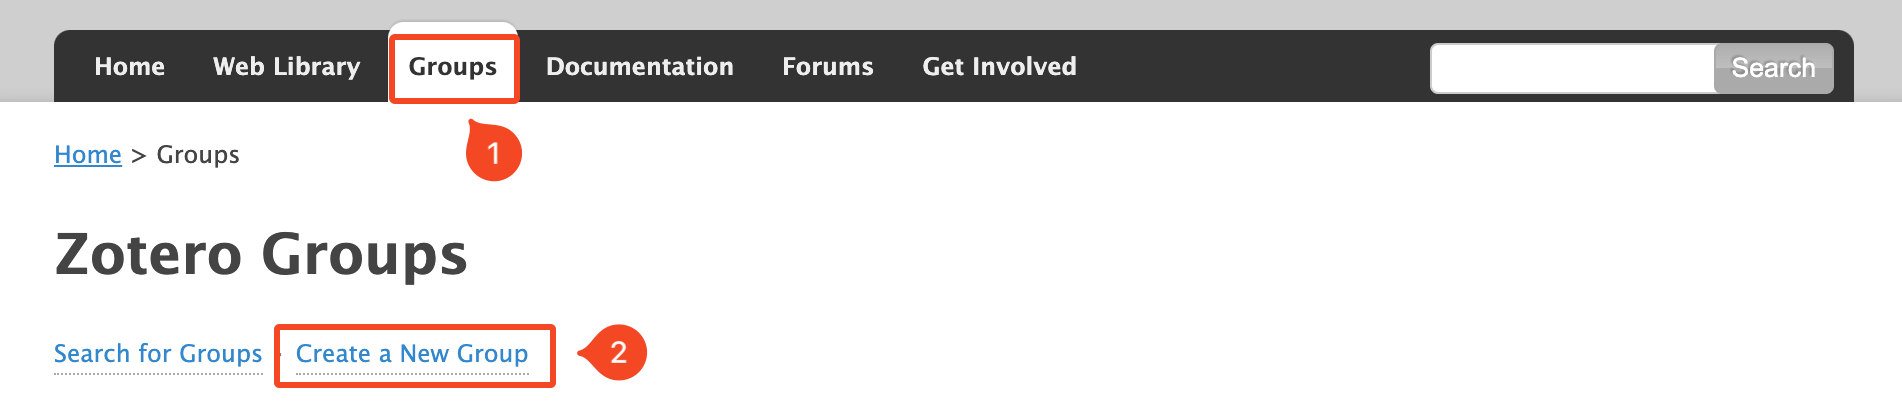 Home Web Library Groups Documentation Forums Get Involved Search
1
Home > Groups
Zotero Groups
Search for Groups · Create a New Group 2